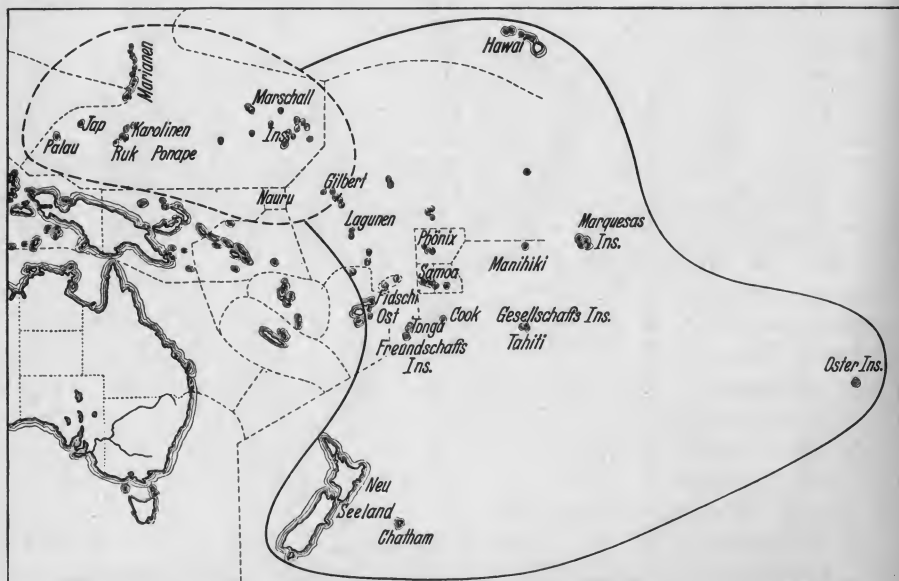 Hawai
Marianen
Marschall
Ins.
Jap
Karolinen
Palau
Ruk Ponape
Gilbert
Nauru
Lagunen
Marquesas
Ins.
Phönix
Manihiki
Samoa
Fidschi
Ost
Cook
Gesellschafts Ins.
Tonga
Tahiti
Freundschafts
Ins.
Oster Ins.
Neu
Seeland
Chatham